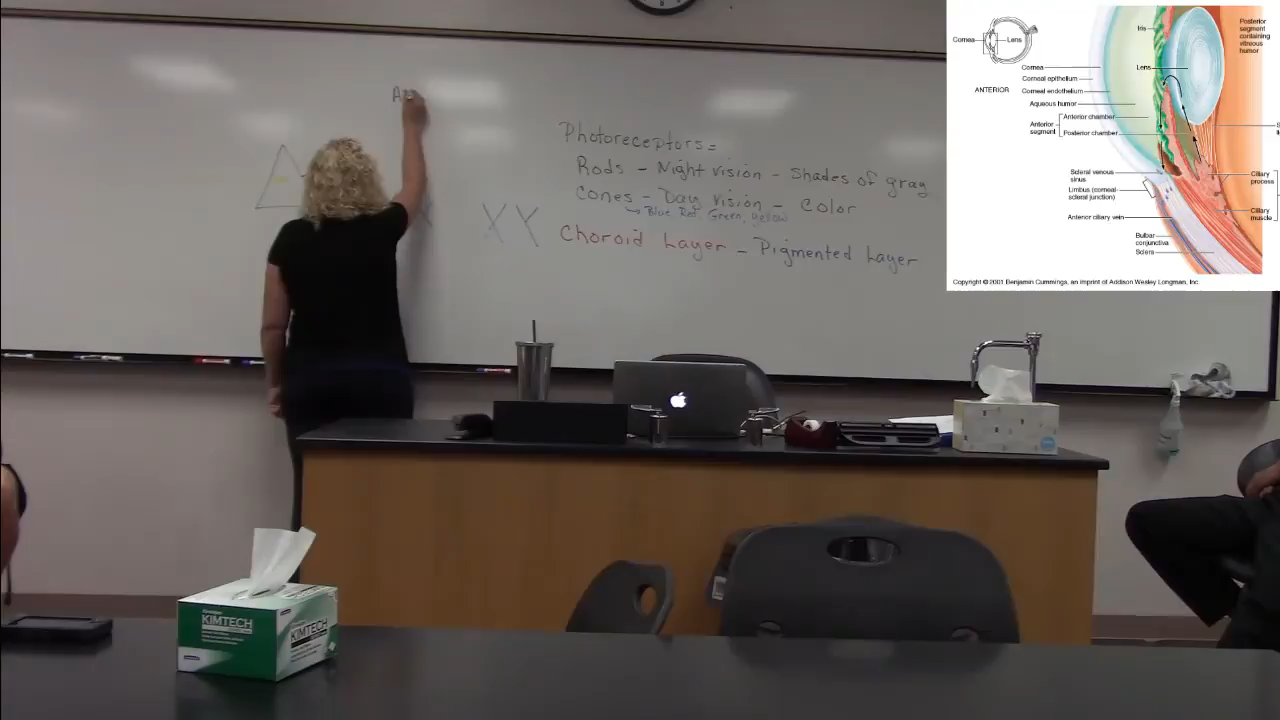 A
Photoreceptors =
Rods - Night vision - Shades of gray
Cones - Day vision - Color
→ Blue, Red, Green, Yellow
XY
Choroid Layer - Pigmented Layer
Cornea
Lens
ANTERIOR
Cornea
Corneal epithelium
Corneal endothelium
Aqueous humor
Anterior segment
Anterior chamber
Posterior chamber
Scleral venous sinus
Limbus (corneal-scleral junction)
Anterior ciliary vein
Bulbar conjunctiva
Sclera
Iris
Lens
Posterior segment containing vitreous humor
Ciliary process
Ciliary muscle
Copyright © 2001 Benjamin Cummings, an imprint of Addison Wesley Longman, Inc.
KIMTECH
KIMTECH